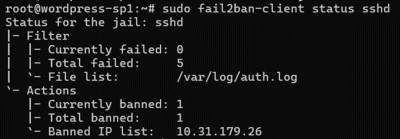 root@wordpress-sp1:~# sudo fail2ban-client status sshd
Status for the jail: sshd
|- Filter
|  |- Currently failed: 0
|  |- Total failed:     5
|  `- File list:        /var/log/auth.log
`- Actions
   |- Currently banned: 1
   |- Total banned:     1
   `- Banned IP list:   10.31.179.26